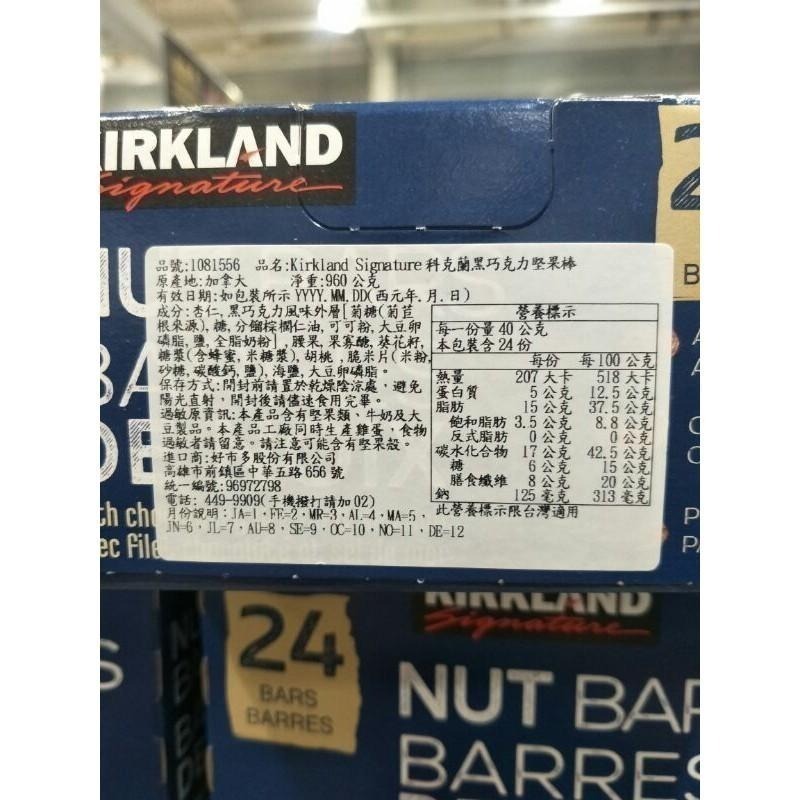 KIRKLAND
Signature
24
品號:1081556 品名:Kirkland Signature 科克蘭黑巧克力堅果棒
原產地:加拿大 淨重:960 公克
有效日期:如包裝所示 YYYY.MM.DD(西元年.月.日)
成分:杏仁,黑巧克力風味外層[菊糖(菊苣
根來源),糖,分餾棕櫚仁油,可可粉,大豆卵
磷脂,鹽,全脂奶粉],腰果,果寡醣,葵花籽,
糖漿(含蜂蜜,米糖漿),胡桃,脆米片(米粉,
砂糖,碳酸鈣,鹽),海鹽,大豆卵磷脂。
保存方式:開封前請置於乾燥陰涼處,避免
陽光直射,開封後請儘速食用完畢。
過敏原資訊:本產品含有堅果類、牛奶及大
豆製品。本產品工廠同時生產雞蛋,食物
過敏者請留意。請注意可能含有堅果殼。
進口商:好市多股份有限公司
高雄市前鎮區中華五路 656 號
統一編號:96972798
電話: 449-9909(手機撥打請加 02)
月份說明:JA=1,FE=2,MR=3,AL=4,MA=5,
JN=6,JL=7,AU=8,SE=9,OC=10,NO=11,DE=12
營養標示
每一份量 40 公克
本包裝含 24 份
每份 每 100 公克
熱量 207 大卡 518 大卡
蛋白質 5 公克 12.5 公克
脂肪 15 公克 37.5 公克
飽和脂肪 3.5 公克 8.8 公克
反式脂肪 0 公克 0 公克
碳水化合物 17 公克 42.5 公克
糖 6 公克 15 公克
膳食纖維 8 公克 20 公克
鈉 125 毫克 313 毫克
此營養標示限台灣適用
24
BARS
BARRES
KIRKLAND
Signature
NUT BAR
BARRES